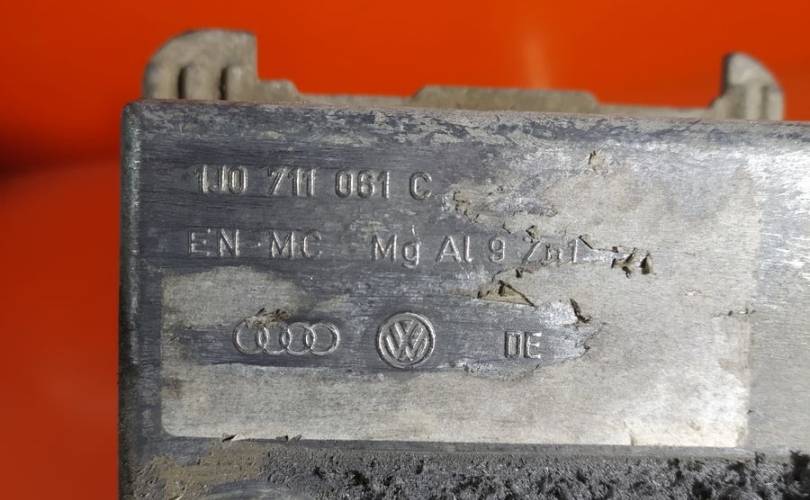 1J0 711 061 C
EN-MC Mg Al 9 Zn1
DE